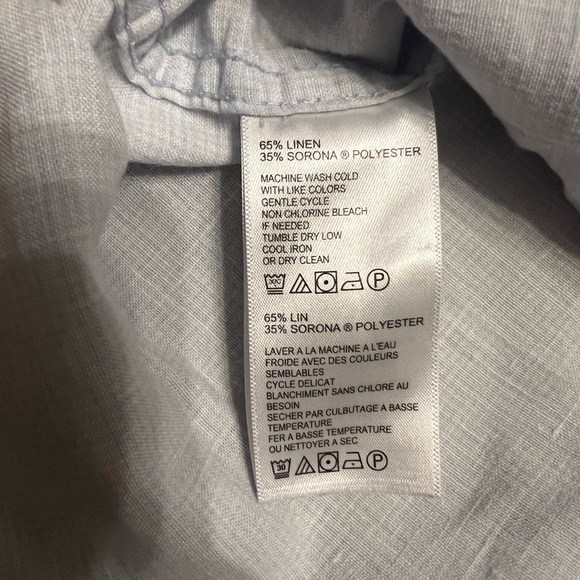 65% LINEN
35% SORONA ® POLYESTER
MACHINE WASH COLD
WITH LIKE COLORS
GENTLE CYCLE
NON CHLORINE BLEACH
IF NEEDED
TUMBLE DRY LOW
COOL IRON
OR DRY CLEAN
30C P
65% LIN
35% SORONA ® POLYESTER
LAVER A LA MACHINE A L'EAU
FROIDE AVEC DES COULEURS
SEMBLABLES
CYCLE DELICAT
BLANCHIMENT SANS CHLORE AU
BESOIN
SECHER PAR CULBUTAGE A BASSE
TEMPERATURE
FER A BASSE TEMPERATURE
OU NETTOYER A SEC
30 P